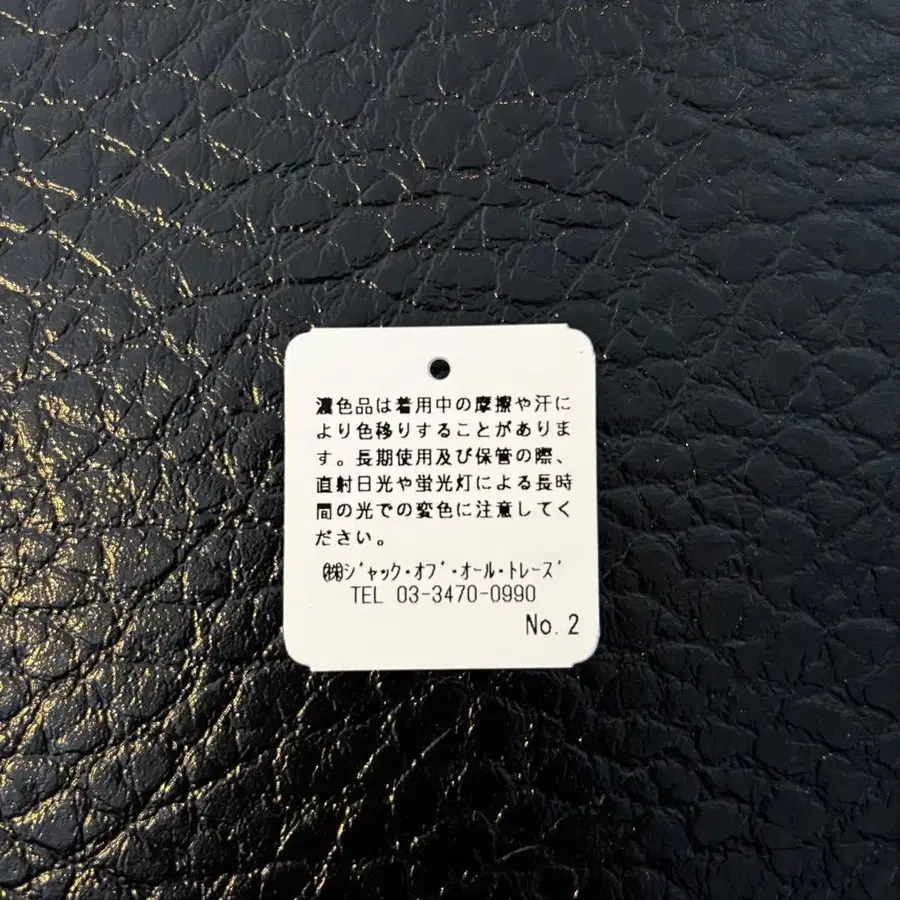 濃色品は着用中の摩擦や汗に
より色移りすることがありま
す。長期使用及び保管の際、
直射日光や蛍光灯による長時
間の光での変色に注意してく
ださい。
㈱ｼﾞｬｯｸ・ｵﾌﾞ・ｵｰﾙ・ﾄﾚｰｽﾞ
TEL 03-3470-0990
No. 2